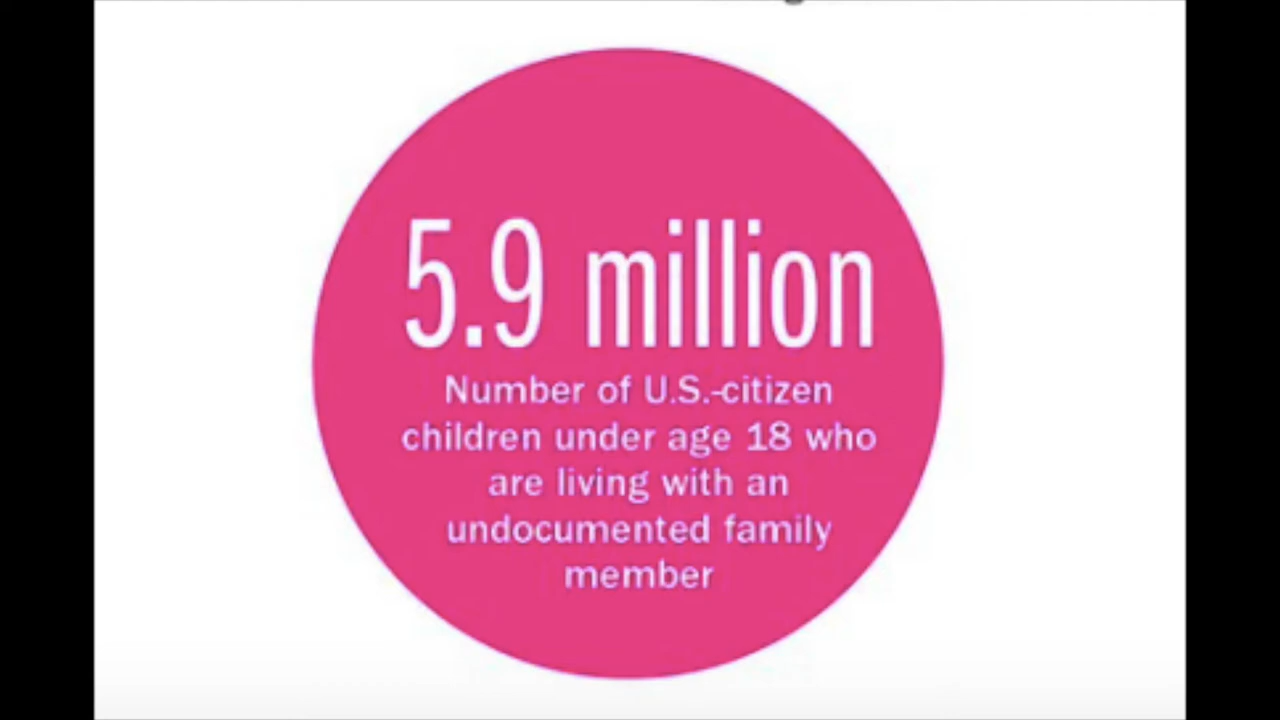 5.9 million
Number of U.S.-citizen
children under age 18 who
are living with an
undocumented family
member